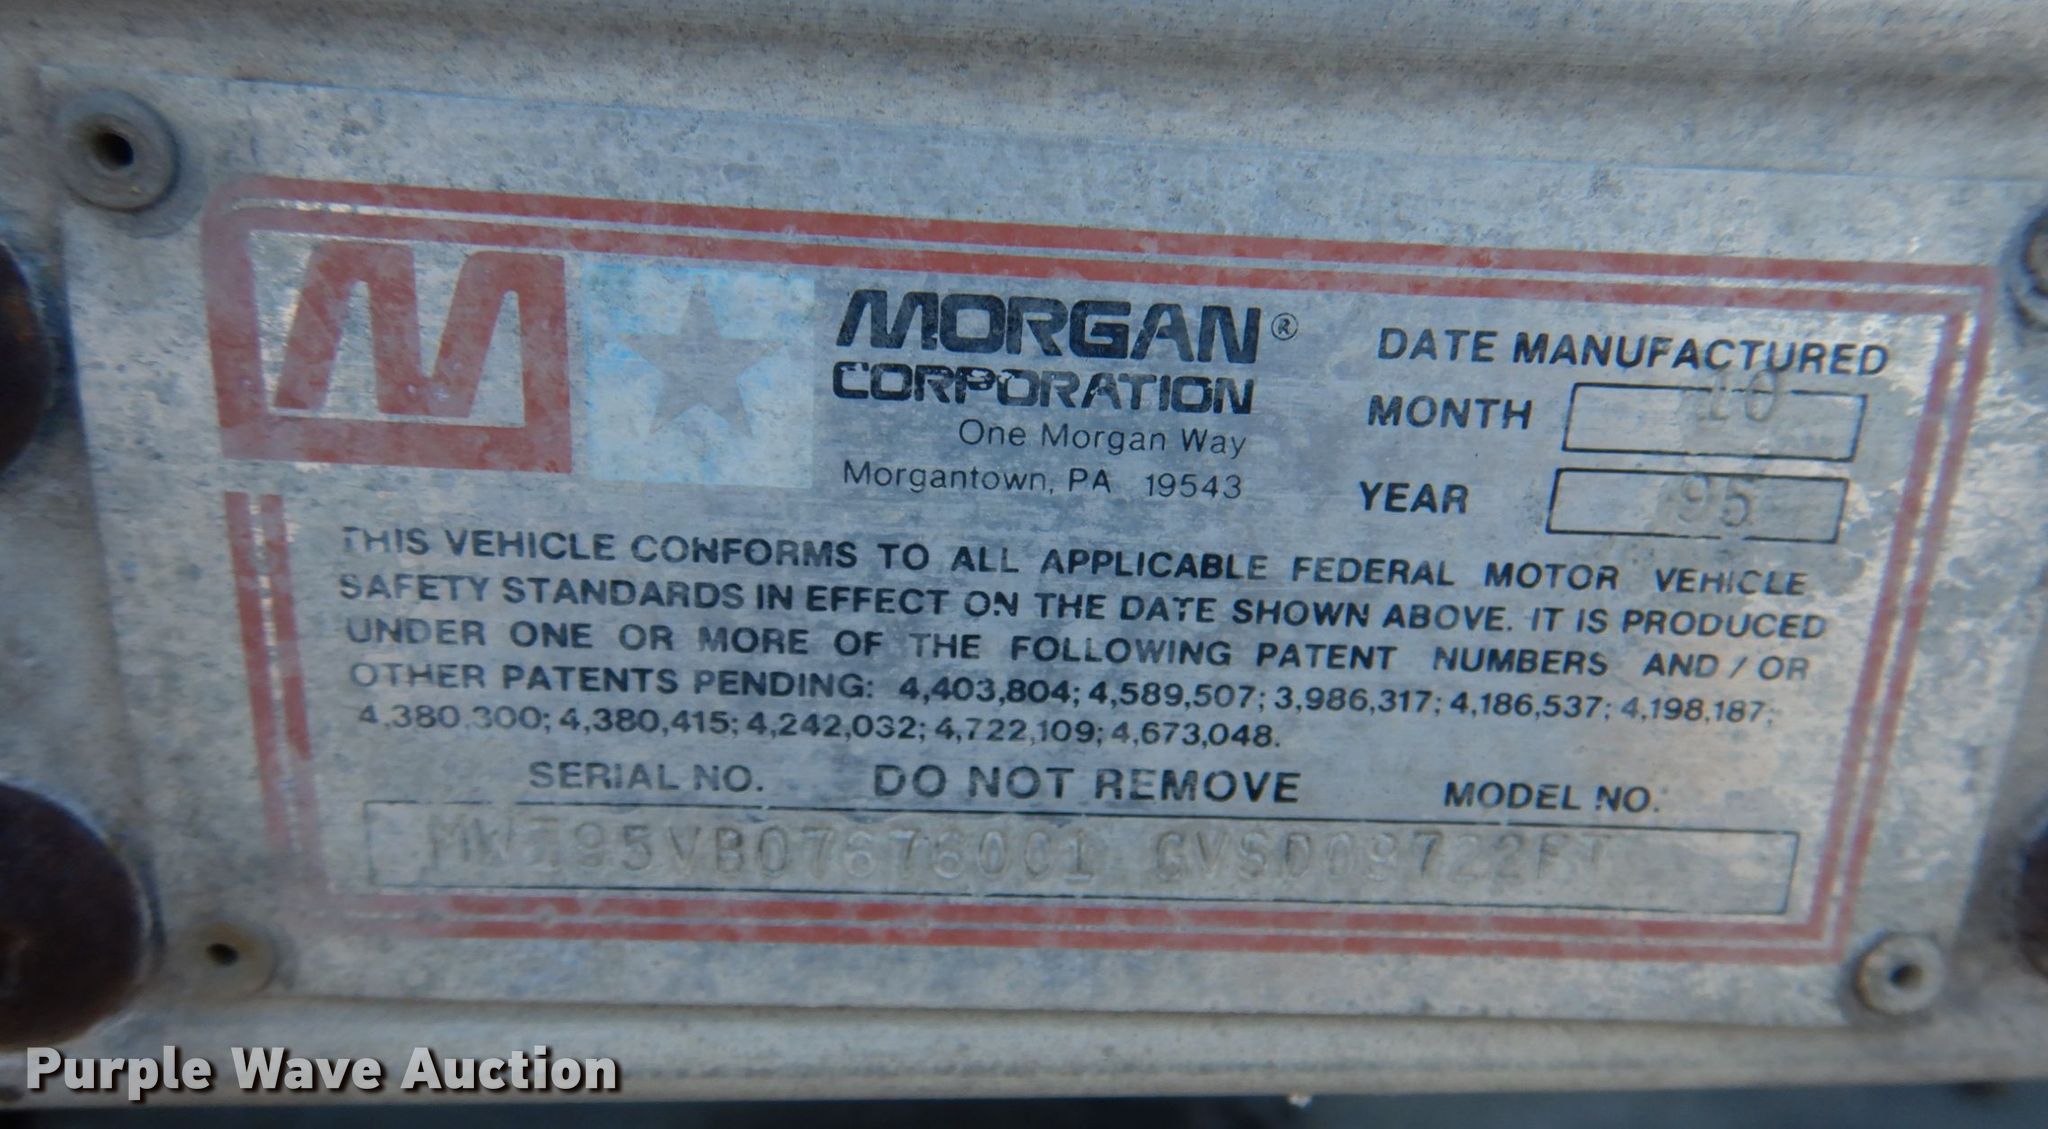 MORGAN®
CORPORATION
One Morgan Way
Morgantown, PA 19543
DATE MANUFACTURED
MONTH 10
YEAR 95
THIS VEHICLE CONFORMS TO ALL APPLICABLE FEDERAL MOTOR VEHICLE
SAFETY STANDARDS IN EFFECT ON THE DATE SHOWN ABOVE. IT IS PRODUCED
UNDER ONE OR MORE OF THE FOLLOWING PATENT NUMBERS AND / OR
OTHER PATENTS PENDING: 4,403,804; 4,589,507; 3,986,317; 4,186,537; 4,198,187;
4,380,300; 4,380,415; 4,242,032; 4,722,109; 4,673,048.
SERIAL NO. DO NOT REMOVE MODEL NO.
Purple Wave Auction